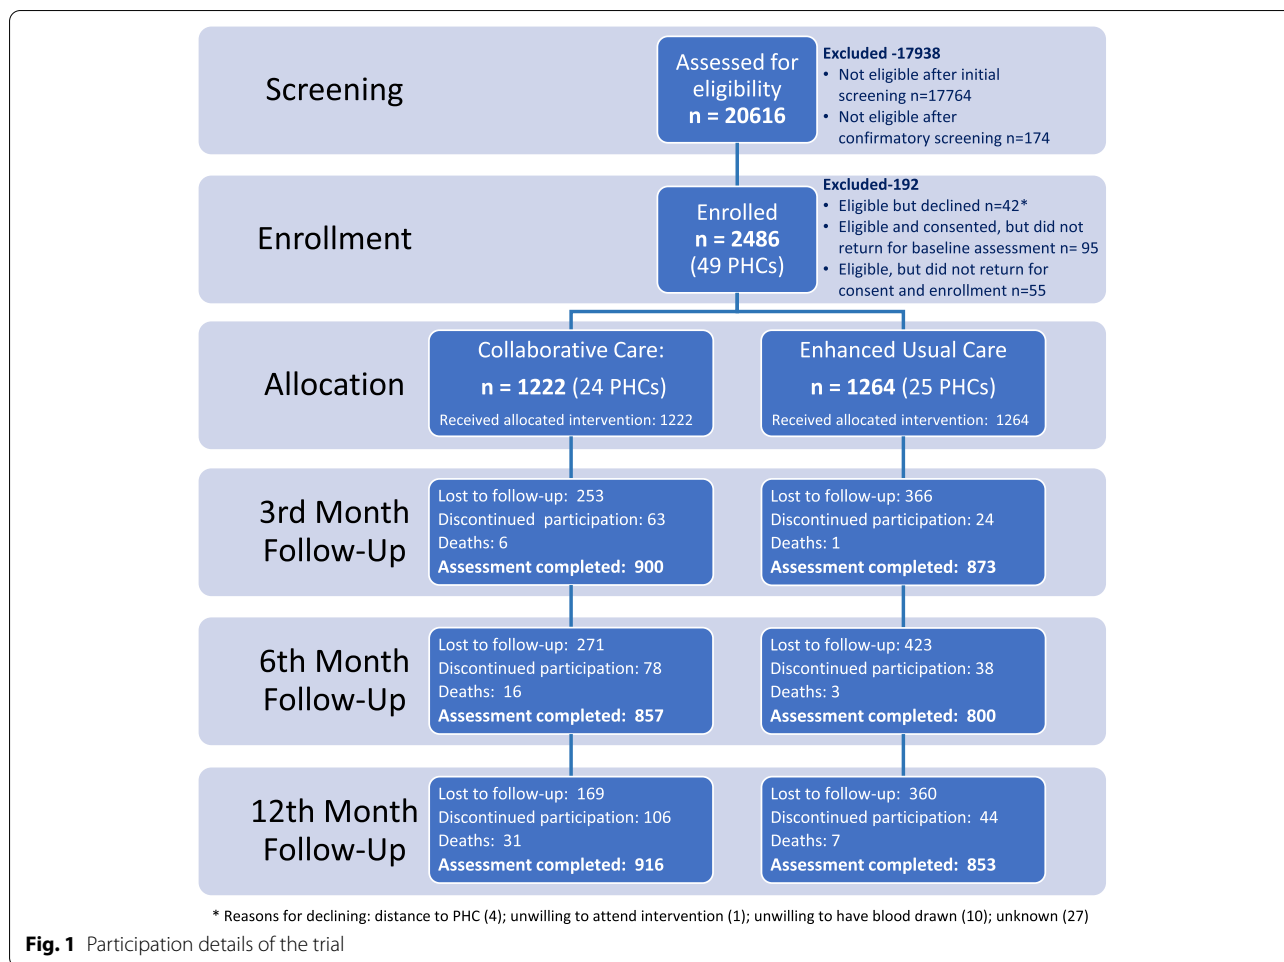 Screening
Assessed for
eligibility
n = 20616
Excluded -17938
• Not eligible after initial
screening n=17764
• Not eligible after
confirmatory screening n=174
Enrollment
Enrolled
n = 2486
(49 PHCs)
Excluded-192
• Eligible but declined n=42*
• Eligible and consented, but did not
return for baseline assessment n= 95
• Eligible, but did not return for
consent and enrollment n=55
Allocation
Collaborative Care:
n = 1222 (24 PHCs)
Received allocated intervention: 1222
Enhanced Usual Care
n = 1264 (25 PHCs)
Received allocated intervention: 1264
3rd Month
Follow-Up
Lost to follow-up: 253
Discontinued participation: 63
Deaths: 6
Assessment completed: 900
Lost to follow-up: 366
Discontinued participation: 24
Deaths: 1
Assessment completed: 873
6th Month
Follow-Up
Lost to follow-up: 271
Discontinued participation: 78
Deaths: 16
Assessment completed: 857
Lost to follow-up: 423
Discontinued participation: 38
Deaths: 3
Assessment completed: 800
12th Month
Follow-Up
Lost to follow-up: 169
Discontinued participation: 106
Deaths: 31
Assessment completed: 916
Lost to follow-up: 360
Discontinued participation: 44
Deaths: 7
Assessment completed: 853
* Reasons for declining: distance to PHC (4); unwilling to attend intervention (1); unwilling to have blood drawn (10); unknown (27)
Fig. 1 Participation details of the trial